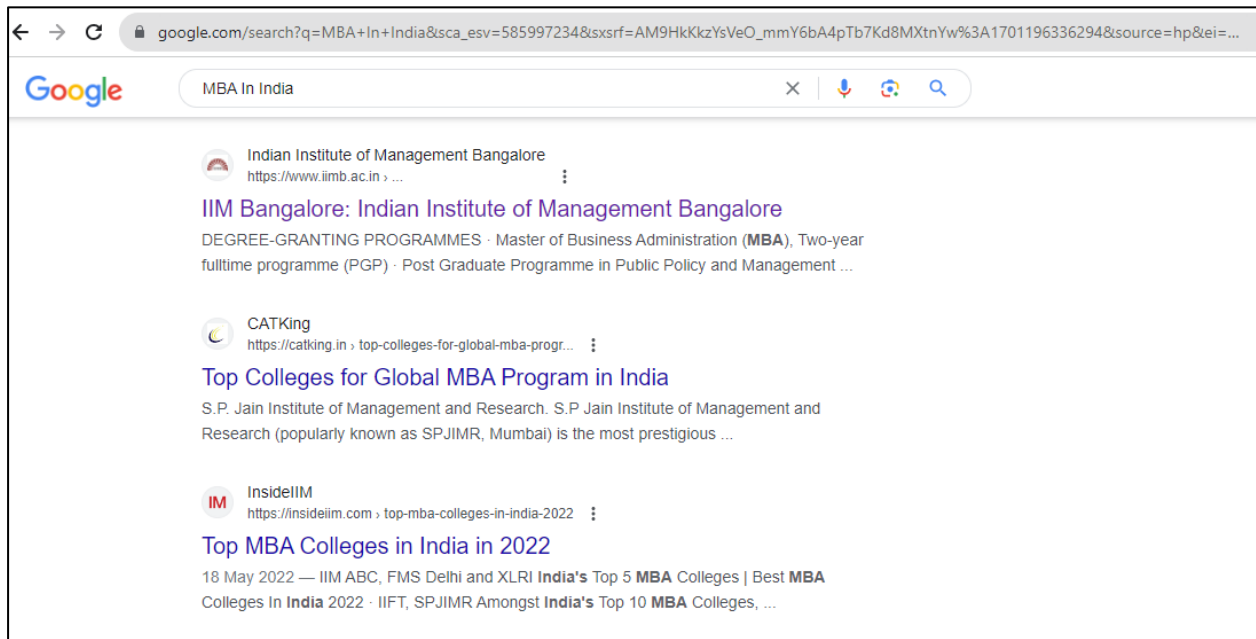 google.com/search?q=MBA+In+India&sca_esv=585997234&sxsrf=AM9HkKkzYsVeO_mmY6bA4pTb7Kd8MXtnYw%3A1701196336294&source=hp&ei=...
Google
MBA In India
Indian Institute of Management Bangalore
https://www.iimb.ac.in › ...
IIM Bangalore: Indian Institute of Management Bangalore
DEGREE-GRANTING PROGRAMMES · Master of Business Administration (MBA), Two-year
fulltime programme (PGP) · Post Graduate Programme in Public Policy and Management ...
CATKing
https://catking.in › top-colleges-for-global-mba-progr...
Top Colleges for Global MBA Program in India
S.P. Jain Institute of Management and Research. S.P Jain Institute of Management and
Research (popularly known as SPJIMR, Mumbai) is the most prestigious ...
IM
InsideIIM
https://insideiim.com › top-mba-colleges-in-india-2022
Top MBA Colleges in India in 2022
18 May 2022 — IIM ABC, FMS Delhi and XLRI India's Top 5 MBA Colleges | Best MBA
Colleges In India 2022 · IIFT, SPJIMR Amongst India's Top 10 MBA Colleges, ...